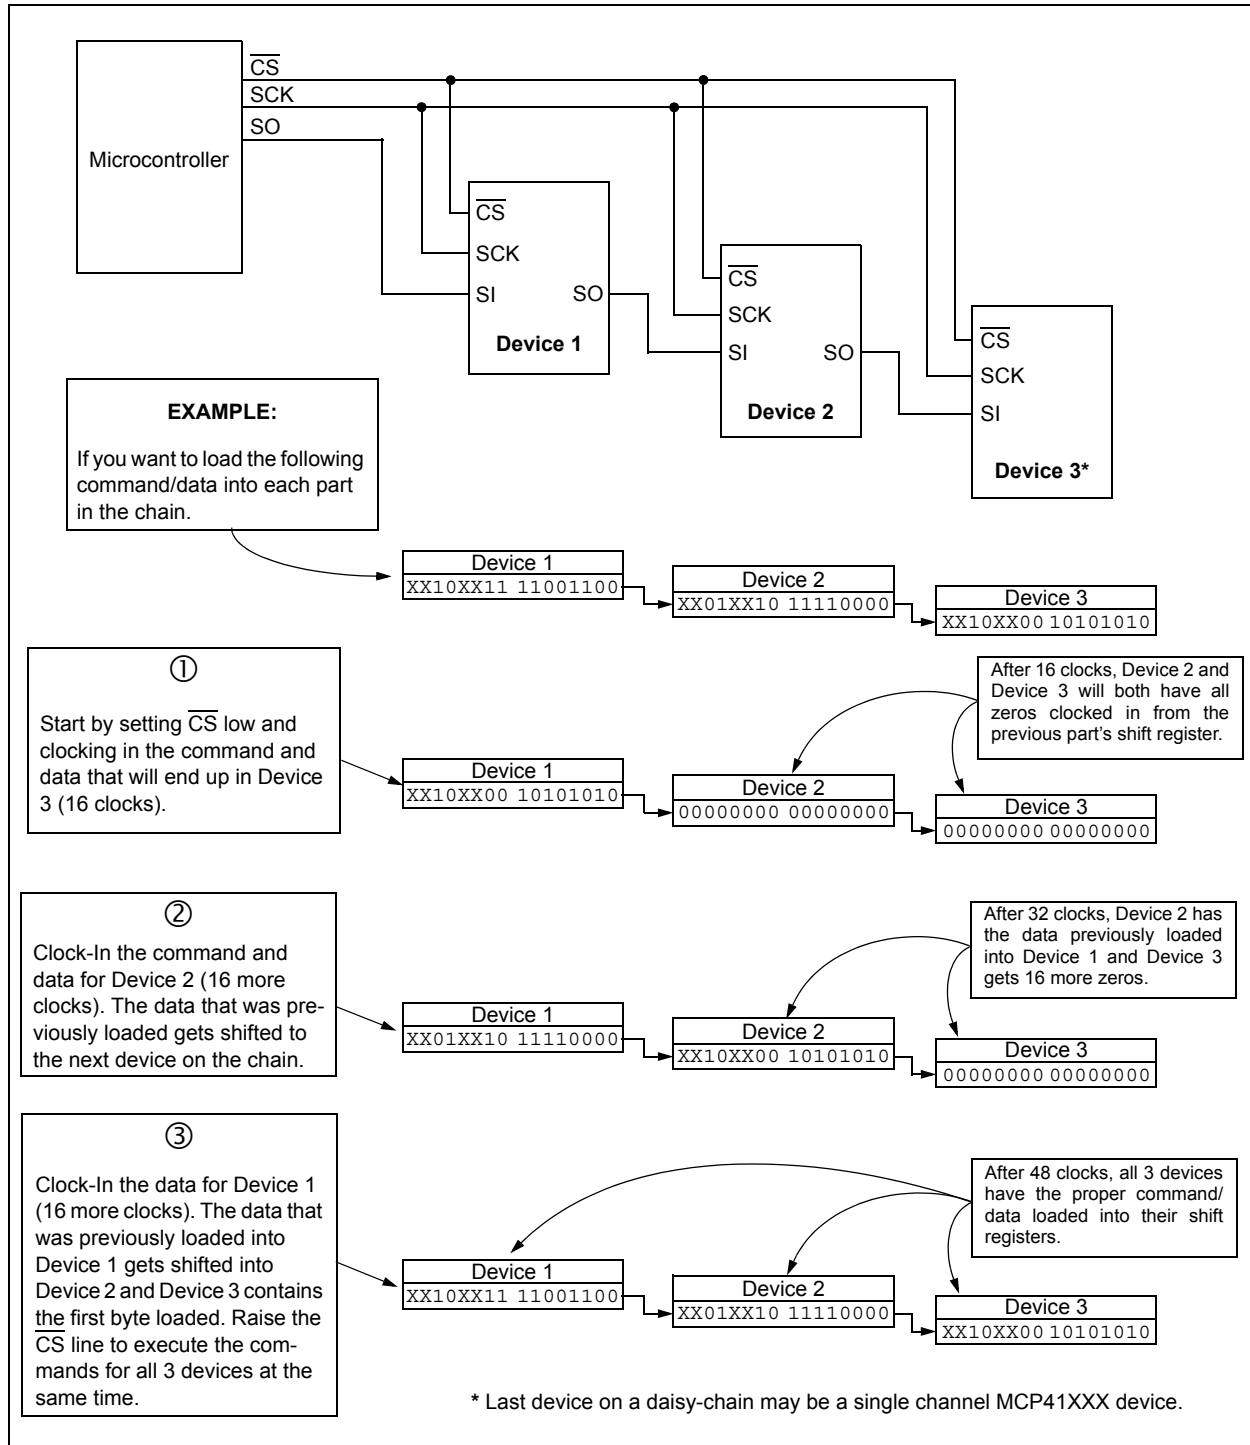 CS
SCK
SO
Microcontroller
CS
SCK
SI SO
Device 1
CS
SCK
SI SO
Device 2
CS
SCK
SI
Device 3*
EXAMPLE:
If you want to load the following
command/data into each part
in the chain.
Device 1
XX10XX11 11001100
Device 2
XX01XX10 11110000
Device 3
XX10XX00 10101010
①
Start by setting CS low and
clocking in the command and
data that will end up in Device
3 (16 clocks).
After 16 clocks, Device 2 and
Device 3 will both have all
zeros clocked in from the
previous part's shift register.
Device 1
XX10XX00 10101010
Device 2
00000000 00000000
Device 3
00000000 00000000
②
Clock-In the command and
data for Device 2 (16 more
clocks). The data that was pre-
viously loaded gets shifted to
the next device on the chain.
After 32 clocks, Device 2 has
the data previously loaded
into Device 1 and Device 3
gets 16 more zeros.
Device 1
XX01XX10 11110000
Device 2
XX10XX00 10101010
Device 3
00000000 00000000
③
Clock-In the data for Device 1
(16 more clocks). The data that
was previously loaded into
Device 1 gets shifted into
Device 2 and Device 3 contains
the first byte loaded. Raise the
CS line to execute the com-
mands for all 3 devices at the
same time.
After 48 clocks, all 3 devices
have the proper command/
data loaded into their shift
registers.
Device 1
XX10XX11 11001100
Device 2
XX01XX10 11110000
Device 3
XX10XX00 10101010
* Last device on a daisy-chain may be a single channel MCP41XXX device.